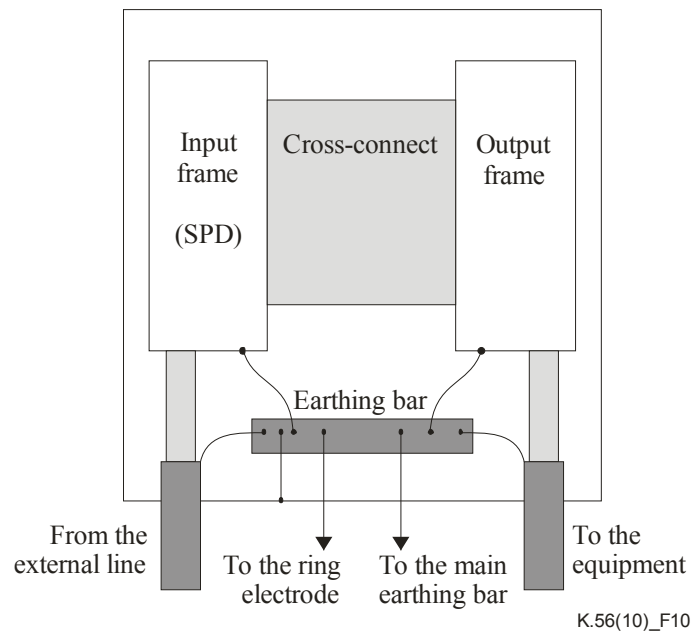 Input
frame
(SPD)
Cross-connect
Output
frame
Earthing bar
From the
external line
To the ring
electrode
To the main
earthing bar
To the
equipment
K.56(10)_F10